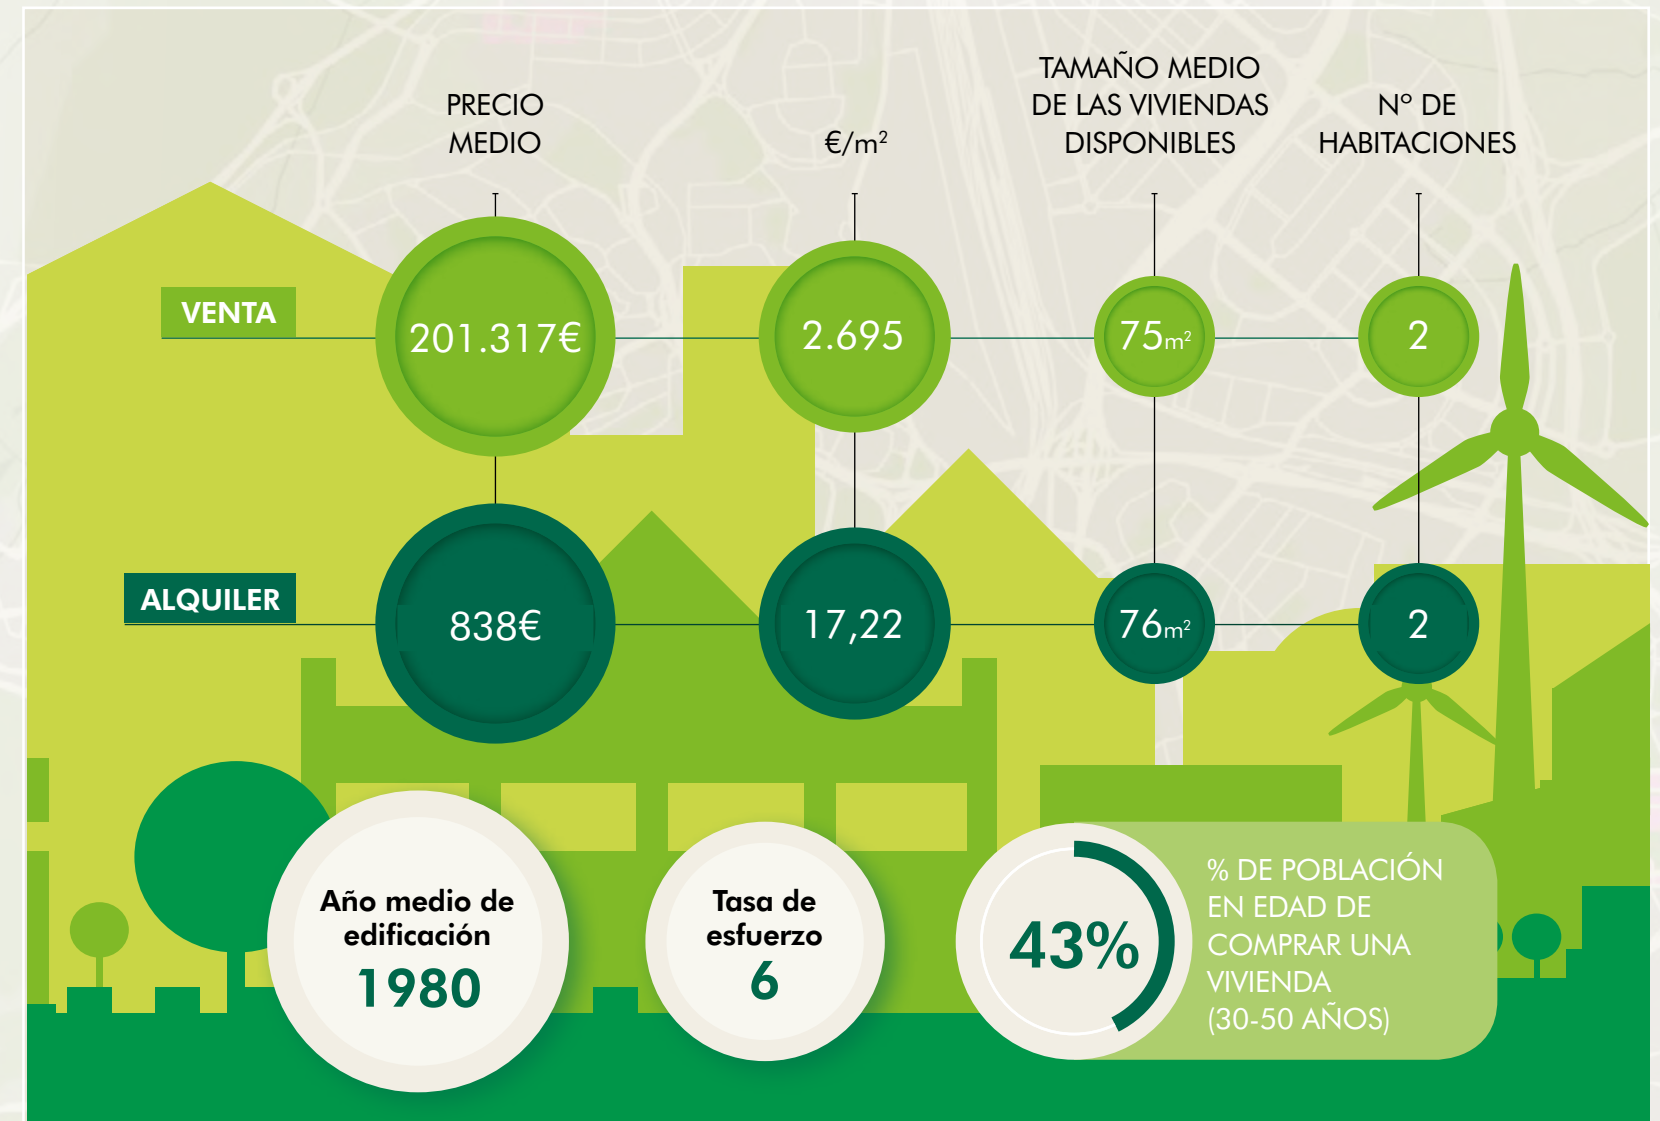 PRECIO
MEDIO
€/m²
TAMAÑO MEDIO
DE LAS VIVIENDAS
DISPONIBLES
Nº DE
HABITACIONES
VENTA
201.317€
2.695
75m²
2
ALQUILER
838€
17,22
76m²
2
Año medio de
edificación
1980
Tasa de
esfuerzo
6
43%
% DE POBLACIÓN
EN EDAD DE
COMPRAR UNA
VIVIENDA
(30-50 AÑOS)